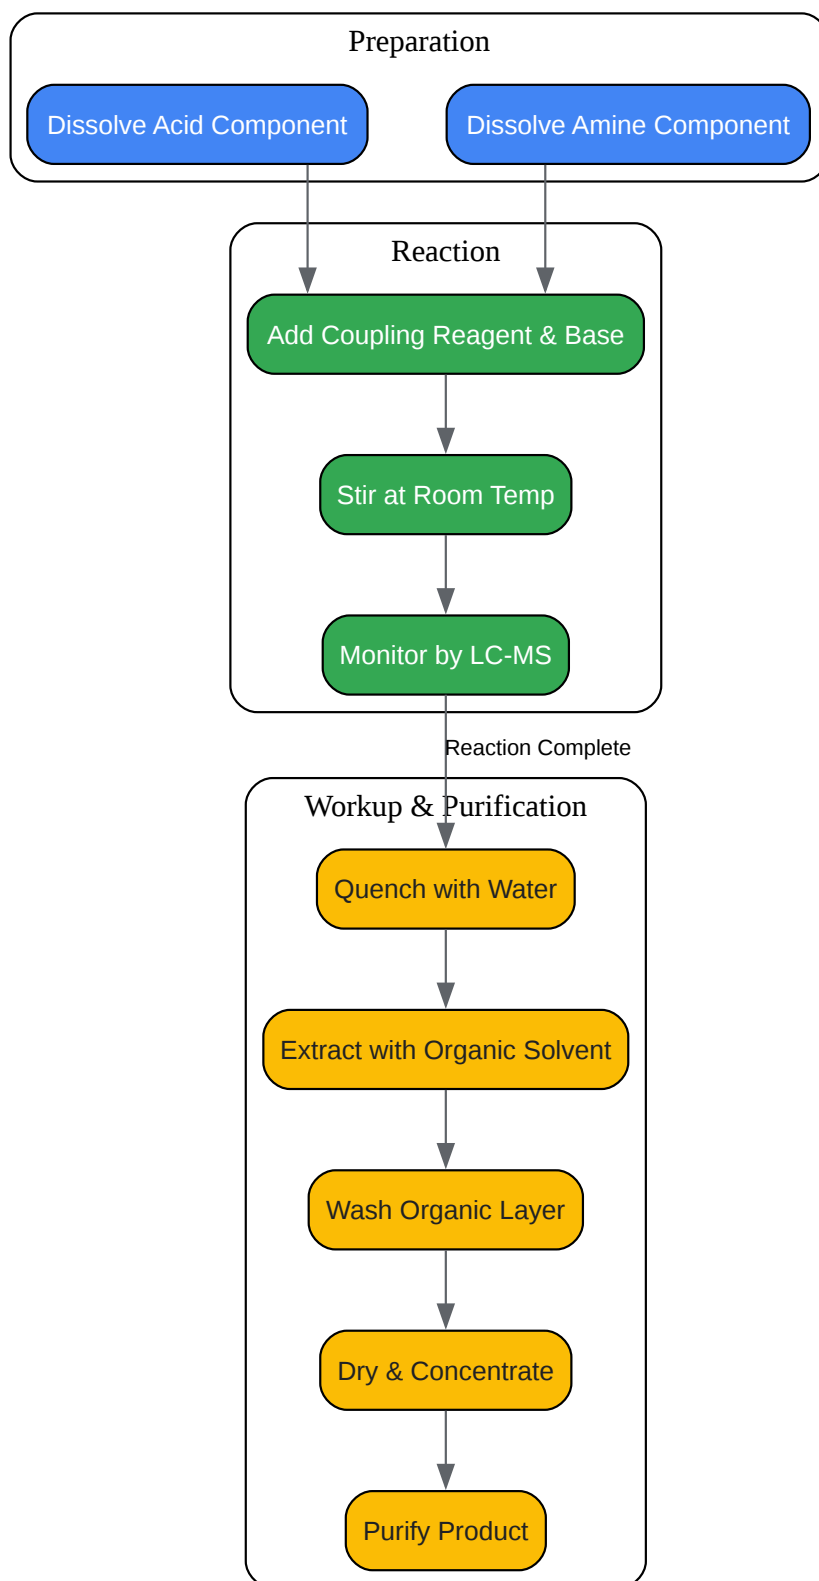 Preparation
Dissolve Acid Component
Dissolve Amine Component
Reaction
Add Coupling Reagent & Base
Stir at Room Temp
Monitor by LC-MS
Reaction Complete
Workup & Purification
Quench with Water
Extract with Organic Solvent
Wash Organic Layer
Dry & Concentrate
Purify Product